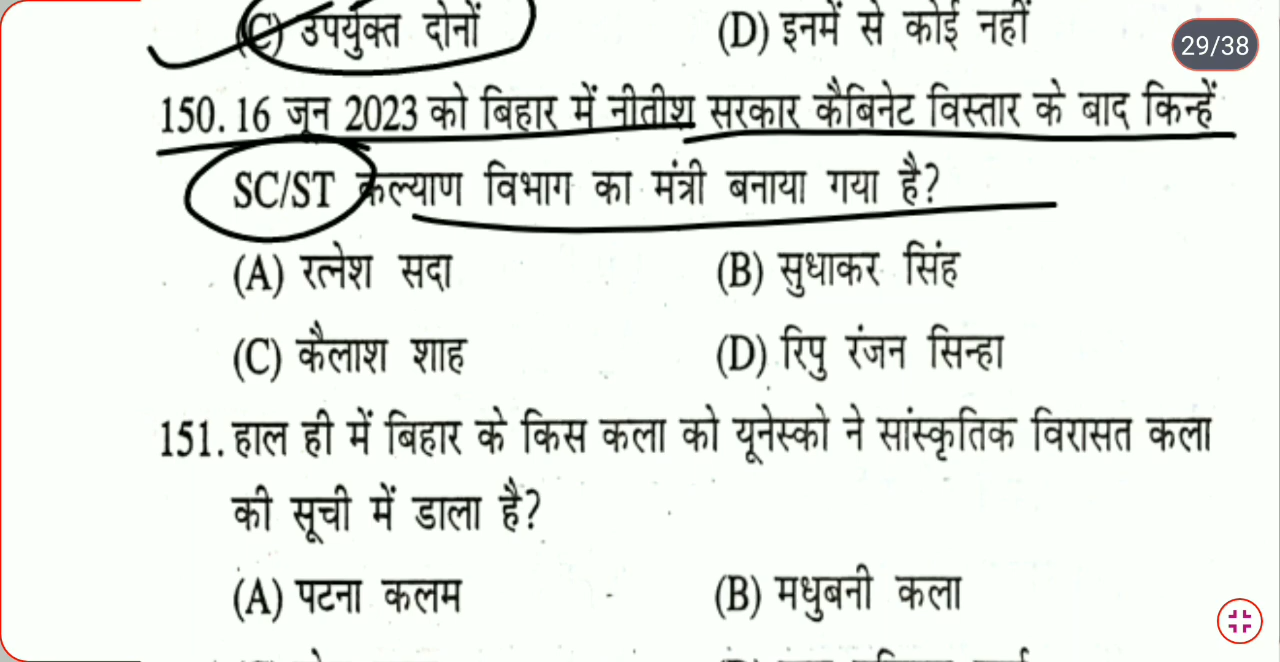 (C) उपर्युक्त दोनों (D) इनमें से कोई नहीं
29/38
150. 16 जून 2023 को बिहार में नीतीश सरकार कैबिनेट विस्तार के बाद किन्हें
SC/ST कल्याण विभाग का मंत्री बनाया गया है?
(A) रत्नेश सदा (B) सुधाकर सिंह
(C) कैलाश शाह (D) रिपु रंजन सिन्हा
151. हाल ही में बिहार के किस कला को यूनेस्को ने सांस्कृतिक विरासत कला
की सूची में डाला है?
(A) पटना कलम (B) मधुबनी कला